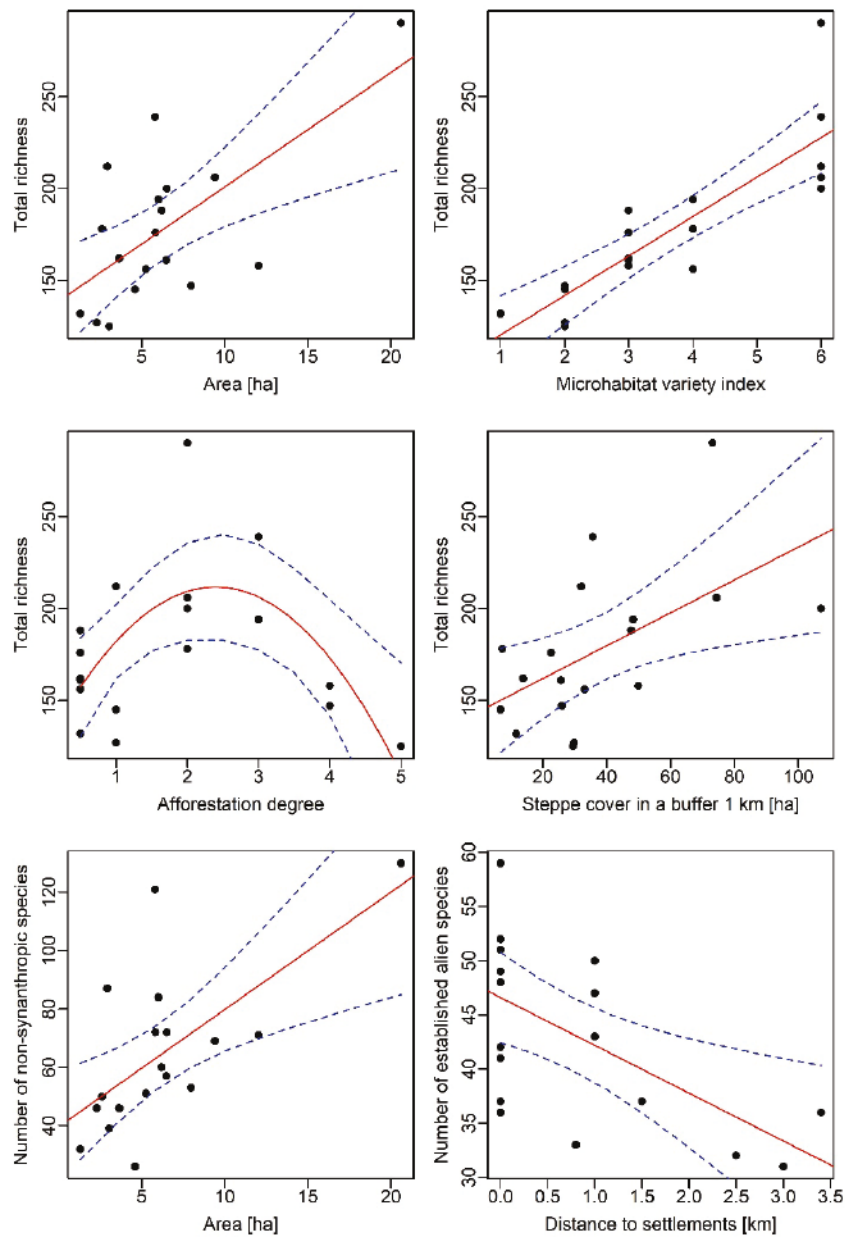 Total richness
150 200 250
5 10 15 20
Area [ha]
Total richness
150 200 250
1 2 3 4 5 6
Microhabitat variety index
Total richness
150 200 250
1 2 3 4 5
Afforestation degree
Total richness
150 200 250
20 40 60 80 100
Steppe cover in a buffer 1 km [ha]
Number of non-synanthropic species
40 60 80 100 120
5 10 15 20
Area [ha]
Number of established alien species
30 35 40 45 50 55 60
0.0 0.5 1.0 1.5 2.0 2.5 3.0 3.5
Distance to settlements [km]